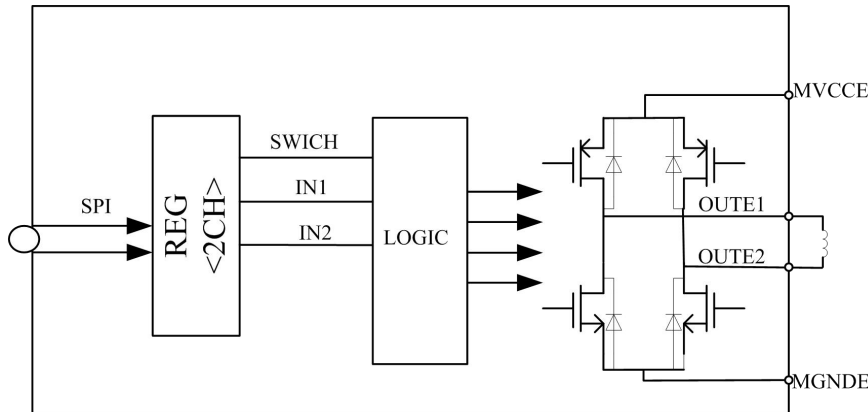 MVCCE
SWICH
SPI
IN1
REG
<2CH>
OUTE1
IN2
LOGIC
OUTE2
MGNDE